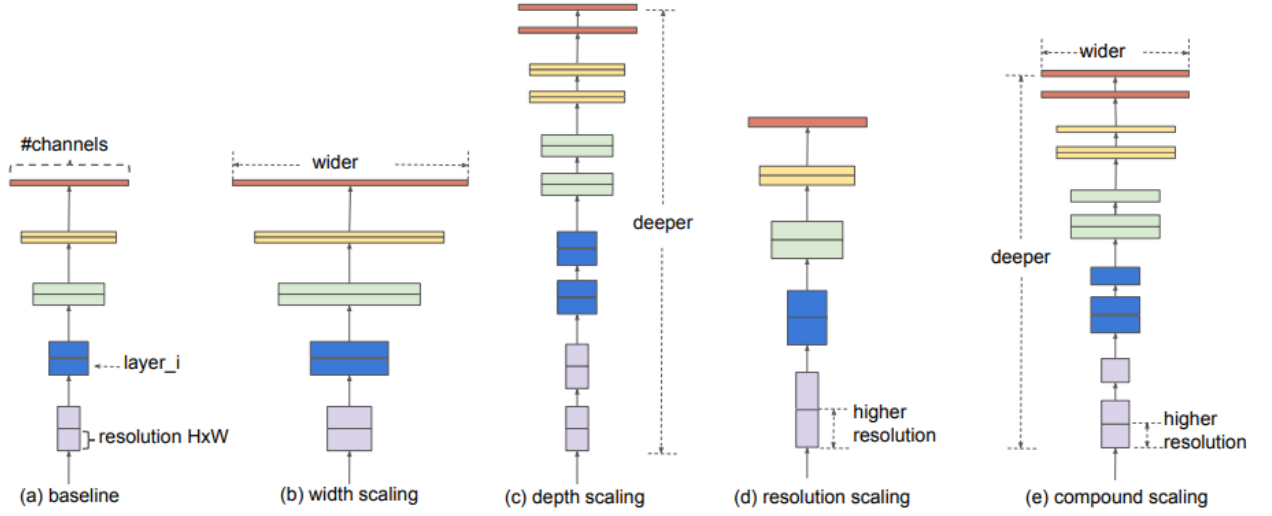 #channels
layer_i
resolution HxW
(a) baseline
wider
(b) width scaling
deeper
(c) depth scaling
higher
resolution
(d) resolution scaling
wider
deeper
higher
resolution
(e) compound scaling